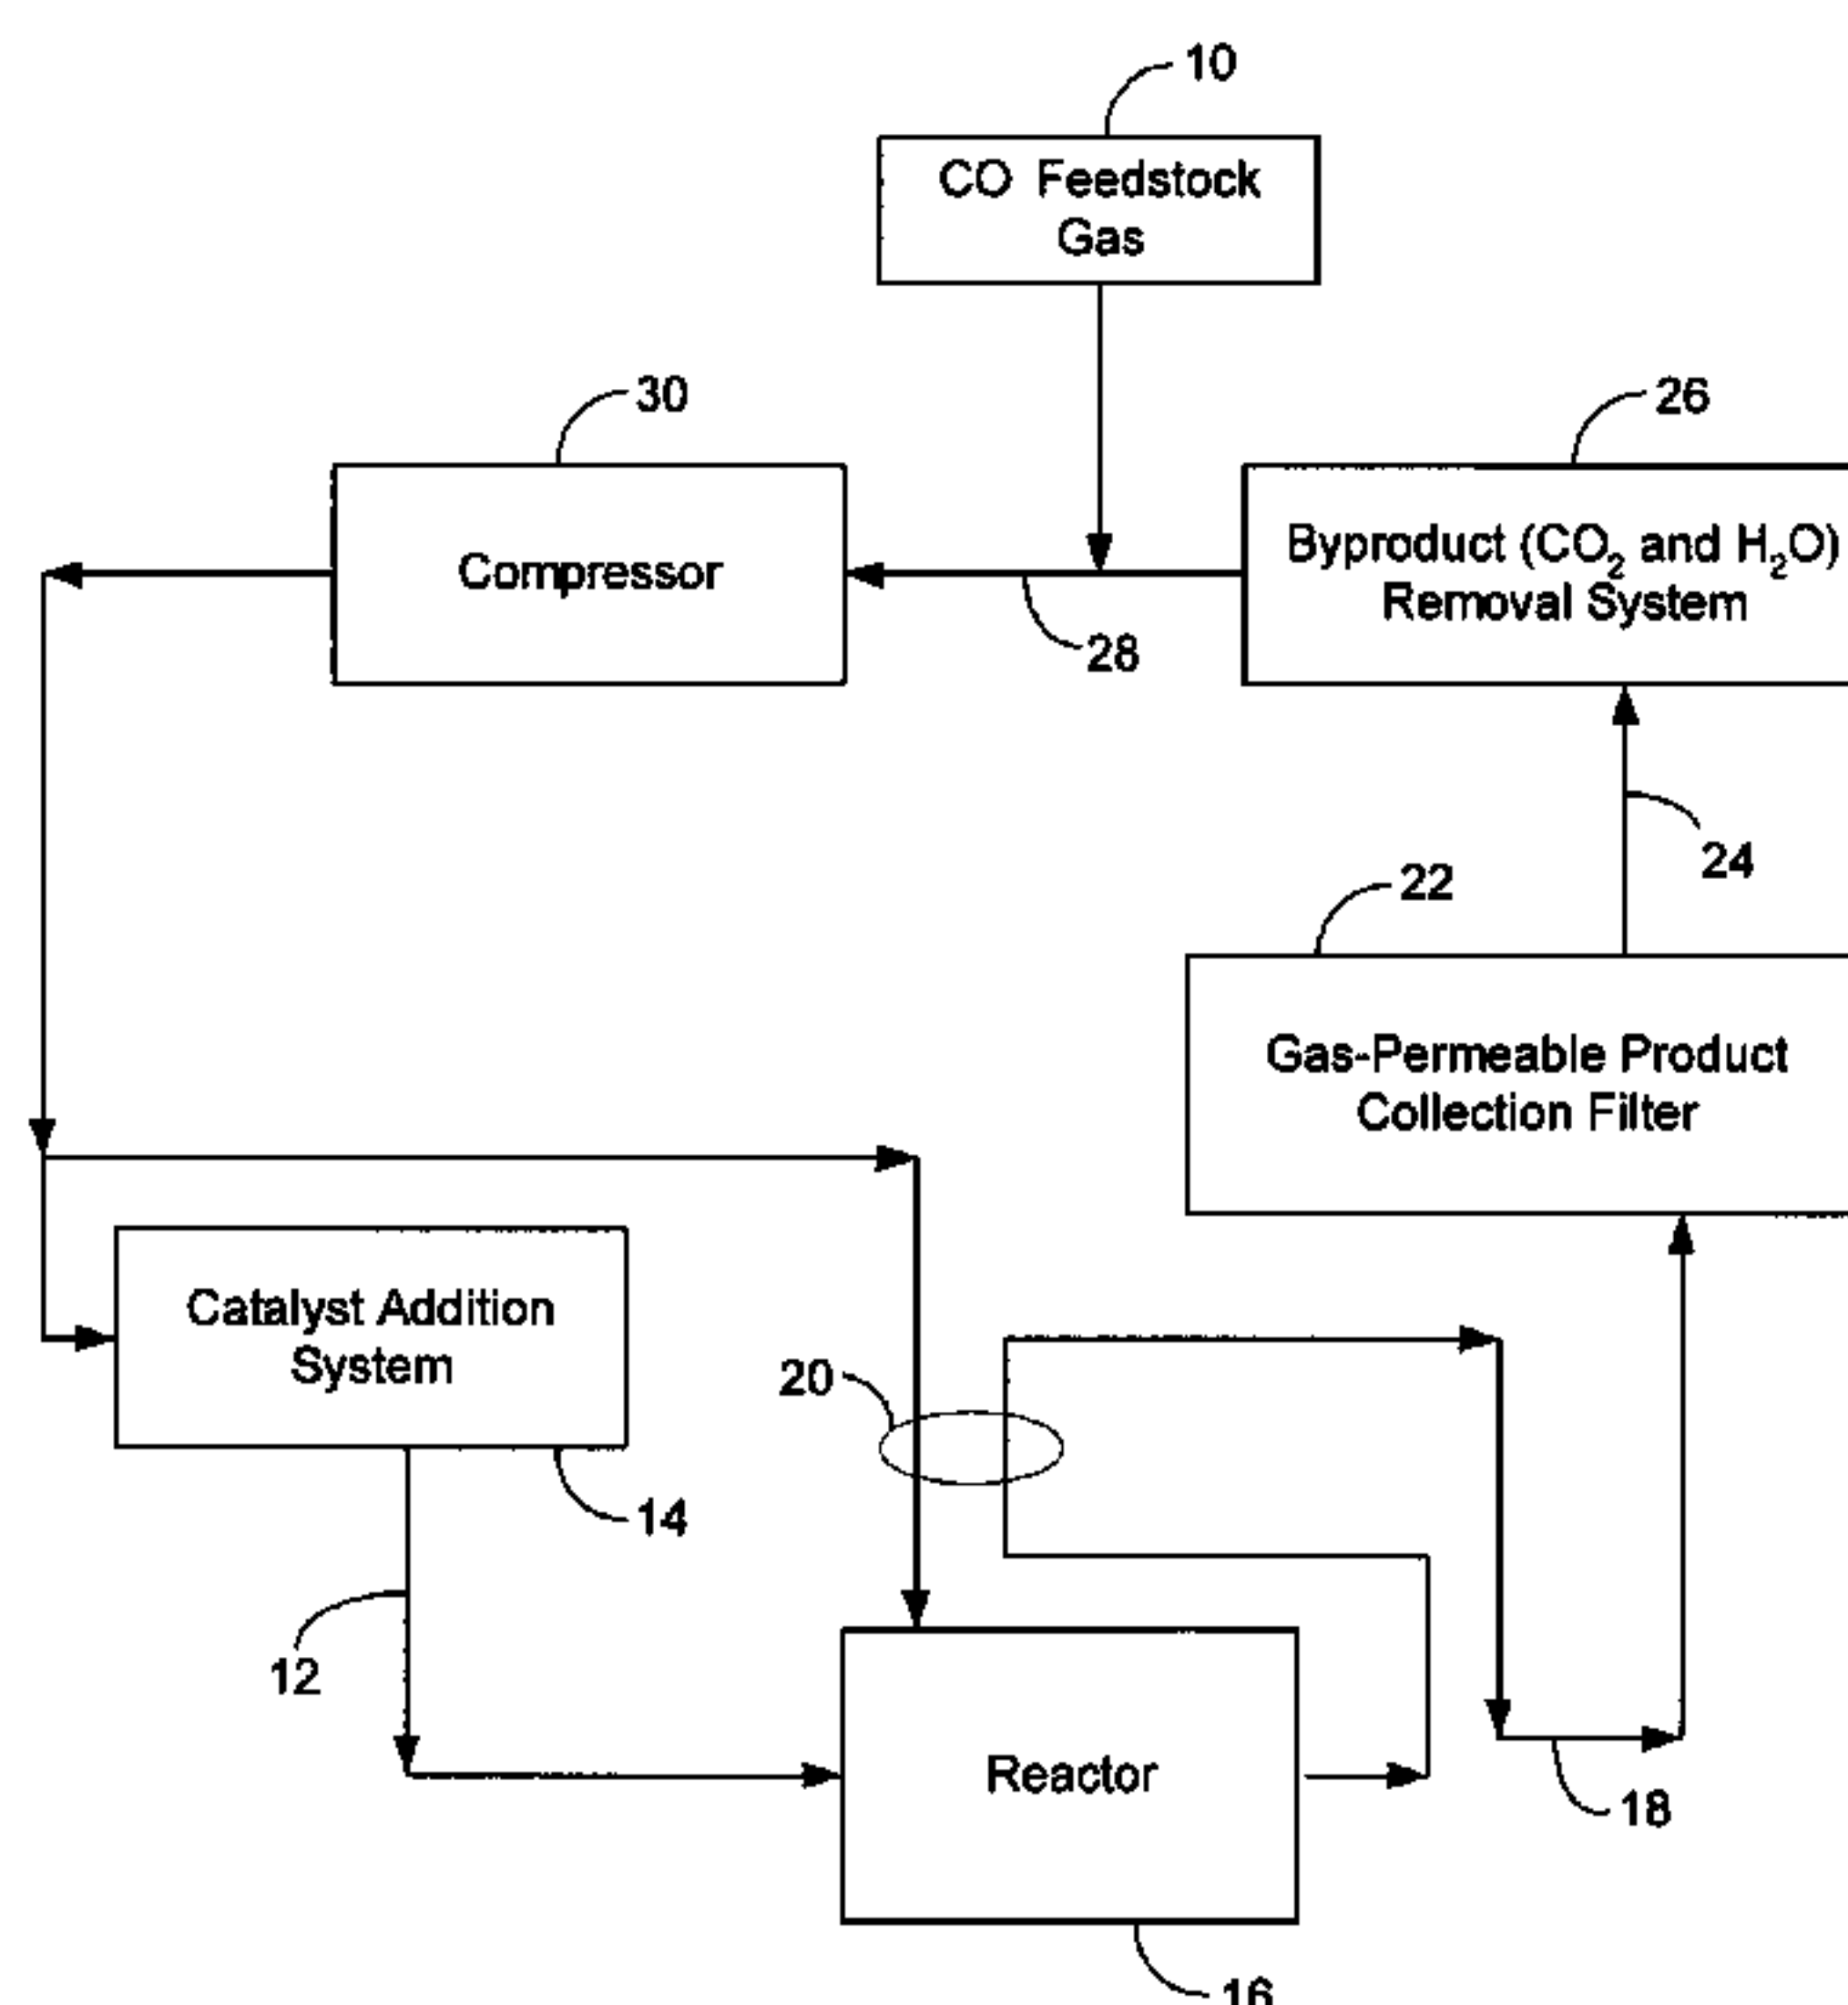 10
CO Feedstock
Gas
30
26
Compressor
Byproduct (CO₂ and H₂O)
Removal System
28
24
22
Gas-Permeable Product
Collection Filter
Catalyst Addition
System
20
14
12
Reactor
18
16